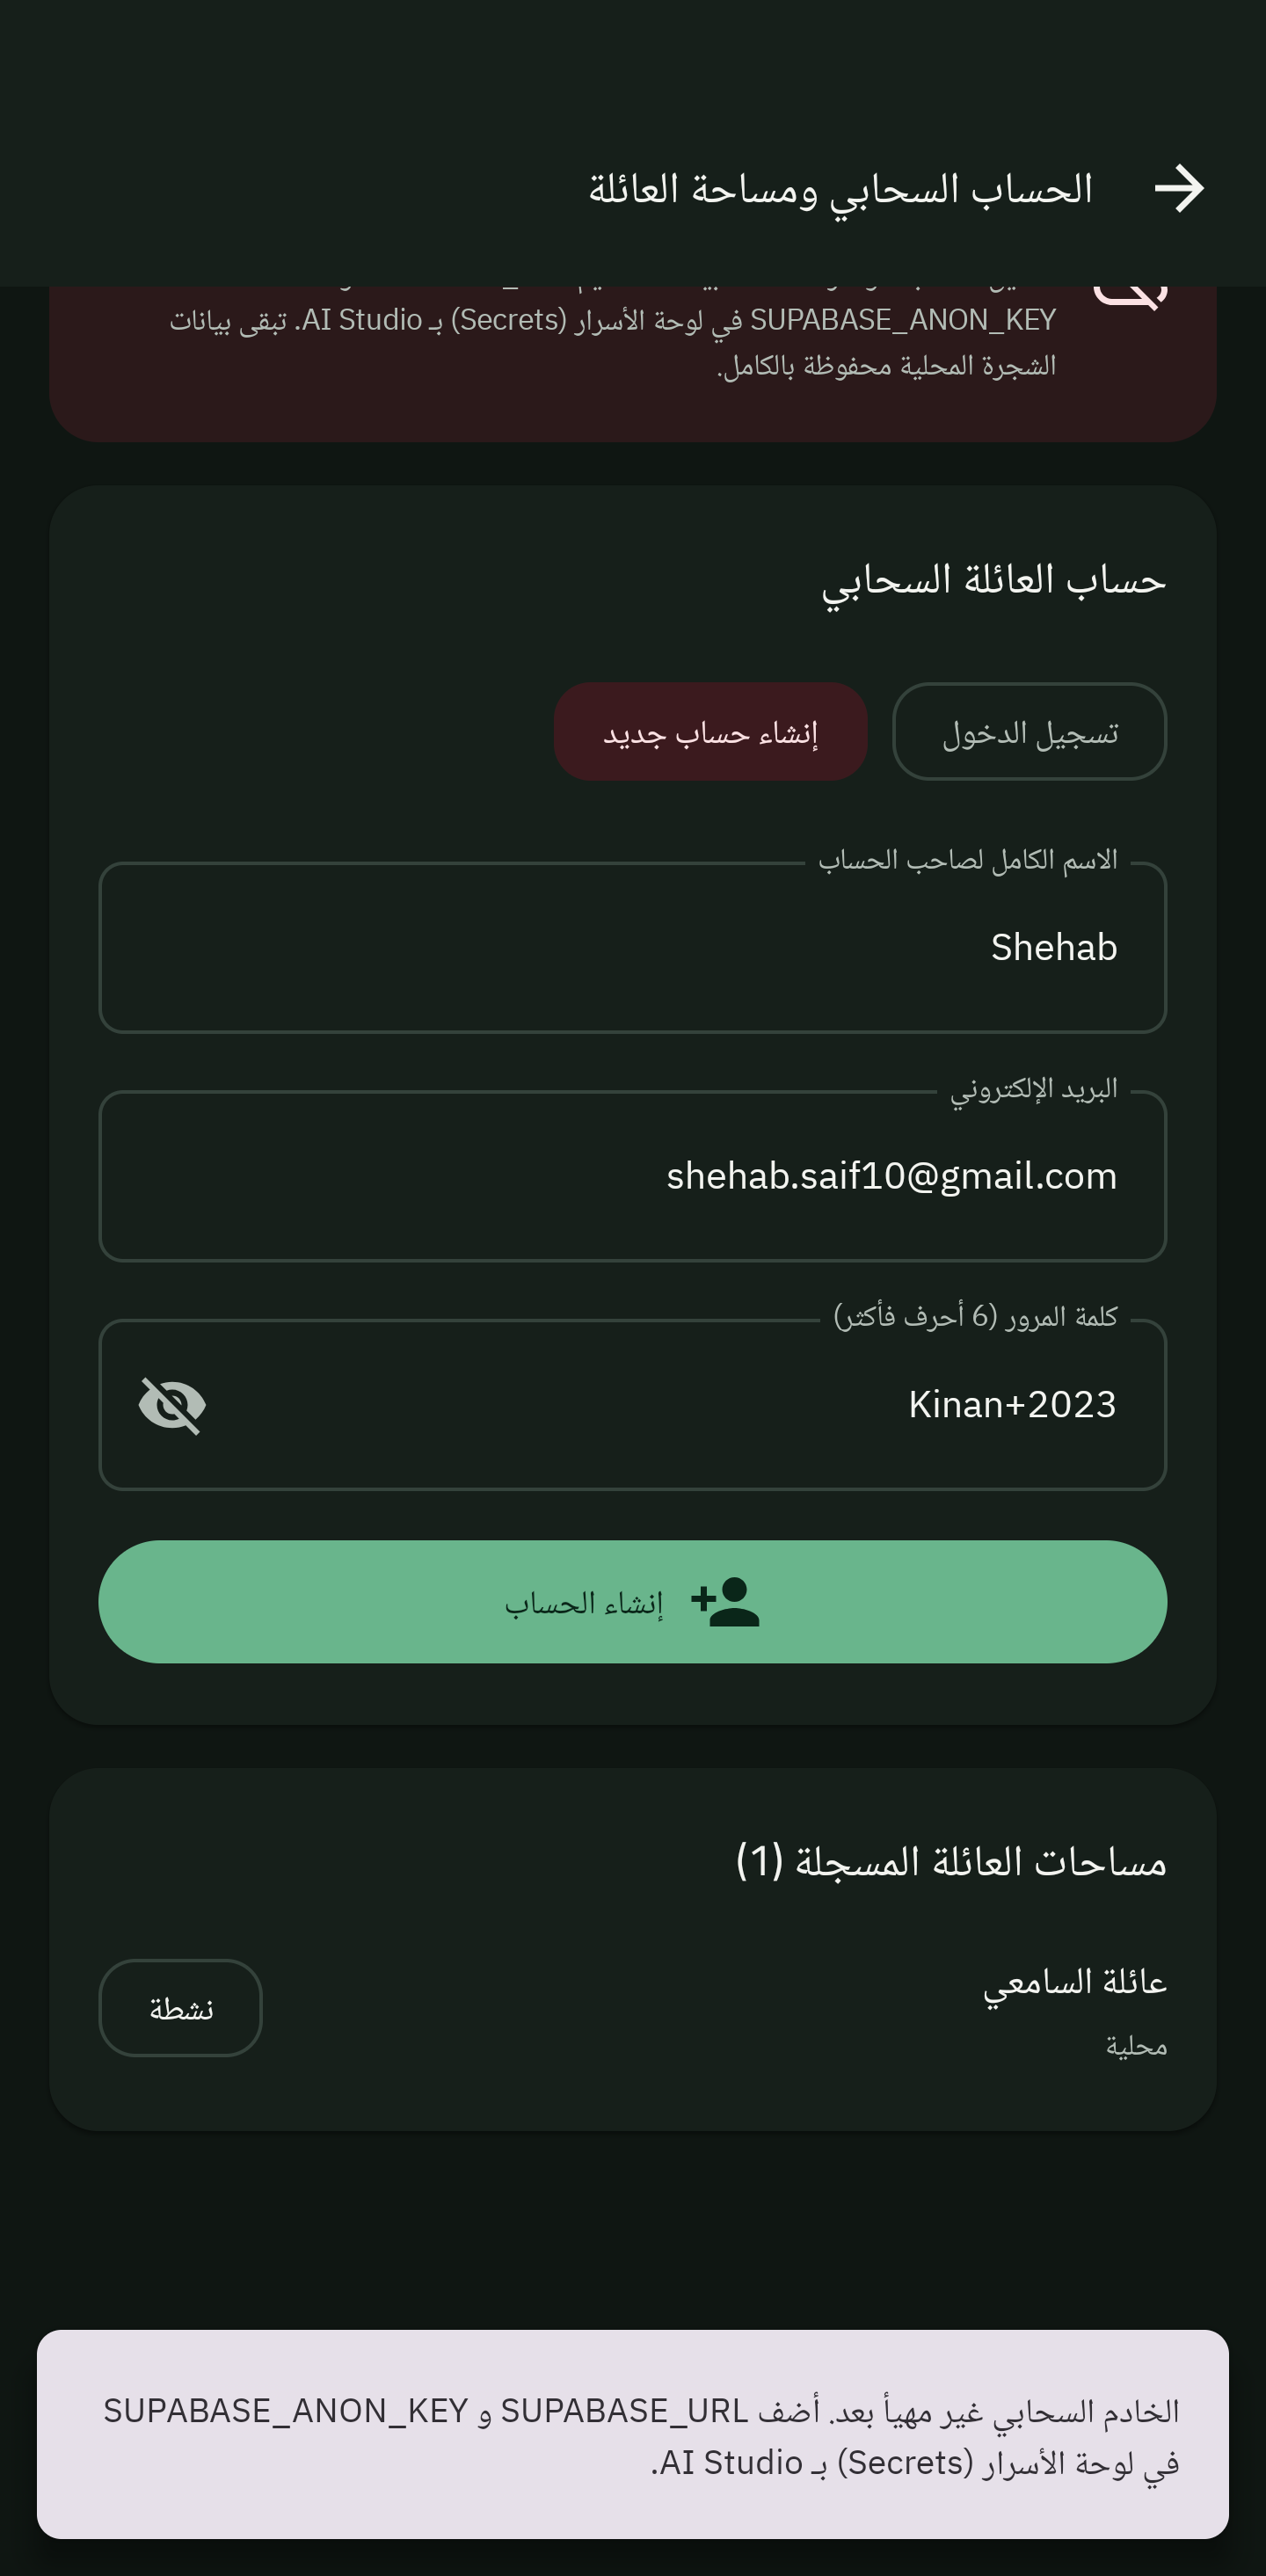 الحساب السحابي ومساحة العائلة
SUPABASE_ANON_KEY في لوحة الأسرار (Secrets) بـ AI Studio. تبقى بيانات
الشجرة المحلية محفوظة بالكامل.
حساب العائلة السحابي
تسجيل الدخول
إنشاء حساب جديد
الاسم الكامل لصاحب الحساب
Shehab
البريد الإلكتروني
shehab.saif10@gmail.com
كلمة المرور (6 أحرف فأكثر)
Kinan+2023
إنشاء الحساب
مساحات العائلة المسجلة (1)
عائلة السامعي
محلية
نشطة
الخادم السحابي غير مهيأ بعد. أضف SUPABASE_URL و SUPABASE_ANON_KEY
في لوحة الأسرار (Secrets) بـ AI Studio.